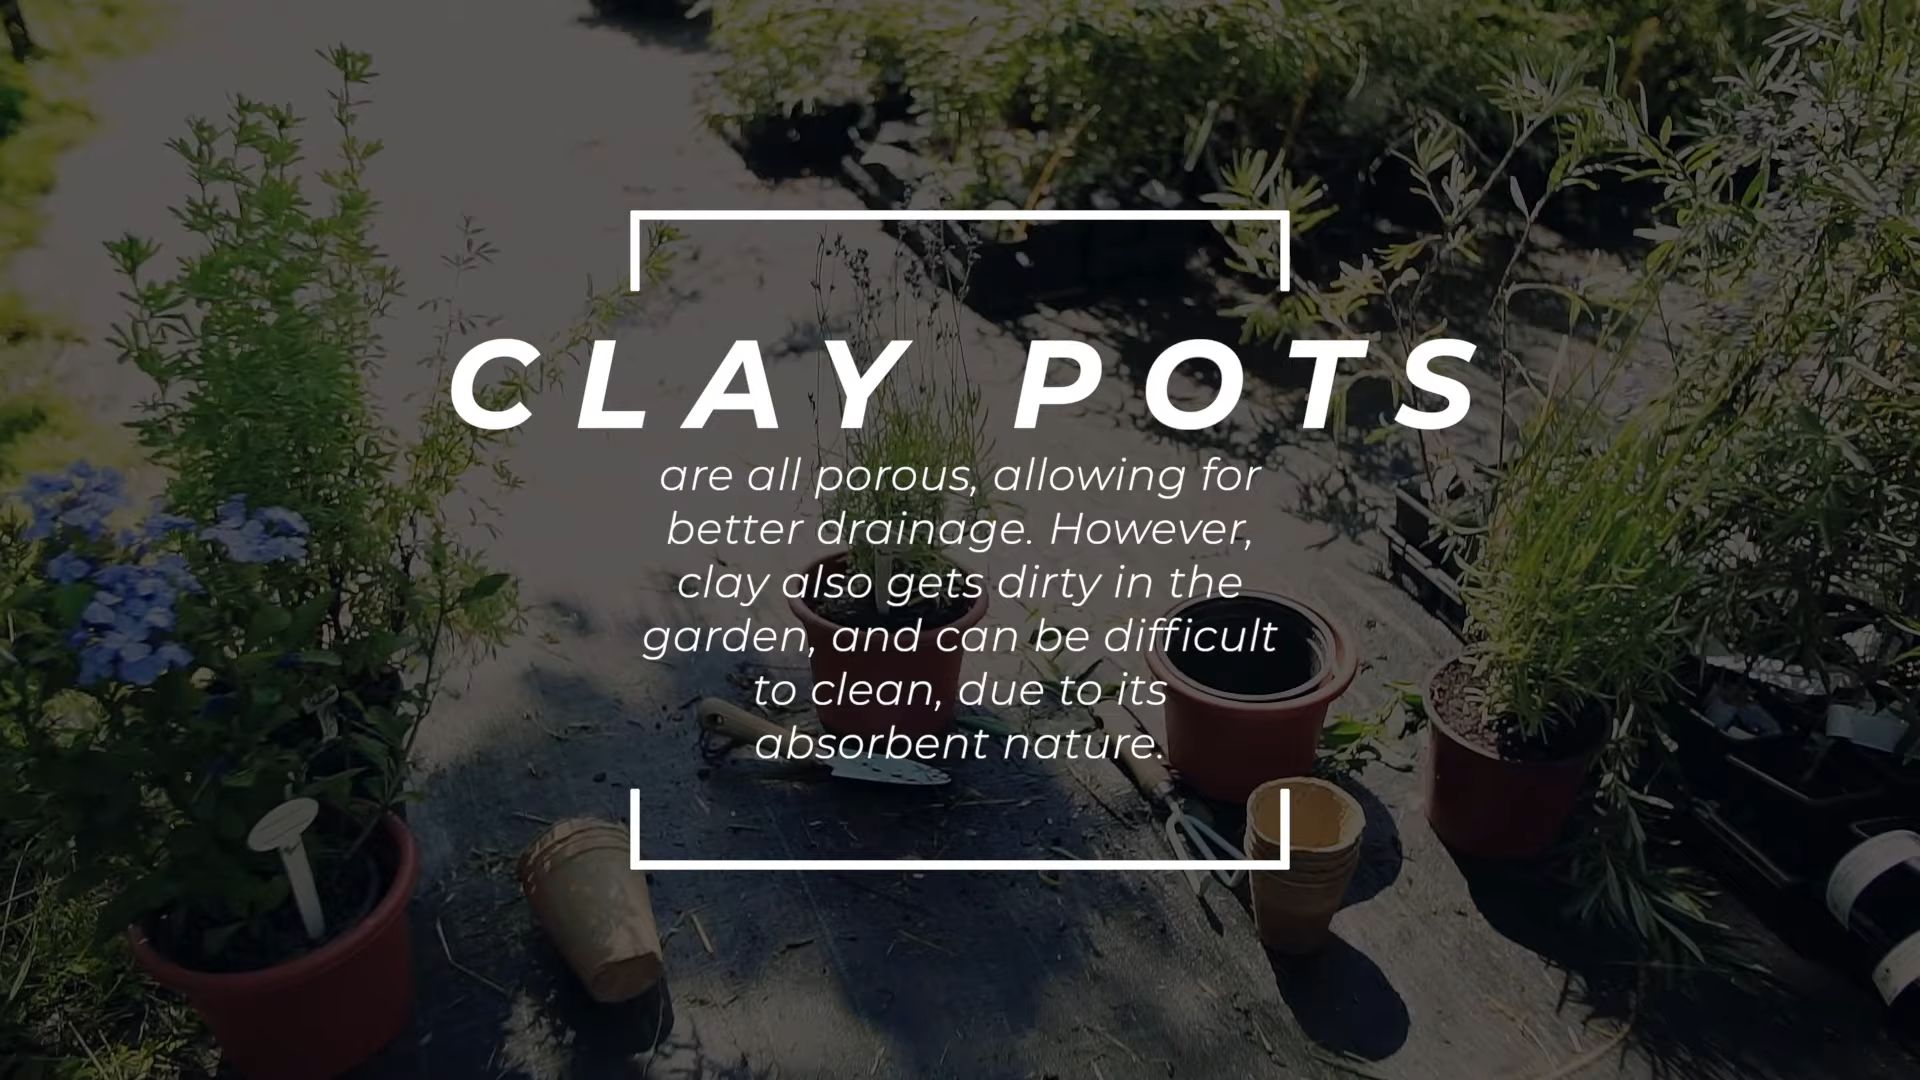 CLAY POTS
are all porous, allowing for
better drainage. However,
clay also gets dirty in the
garden, and can be difficult
to clean, due to its
absorbent nature.